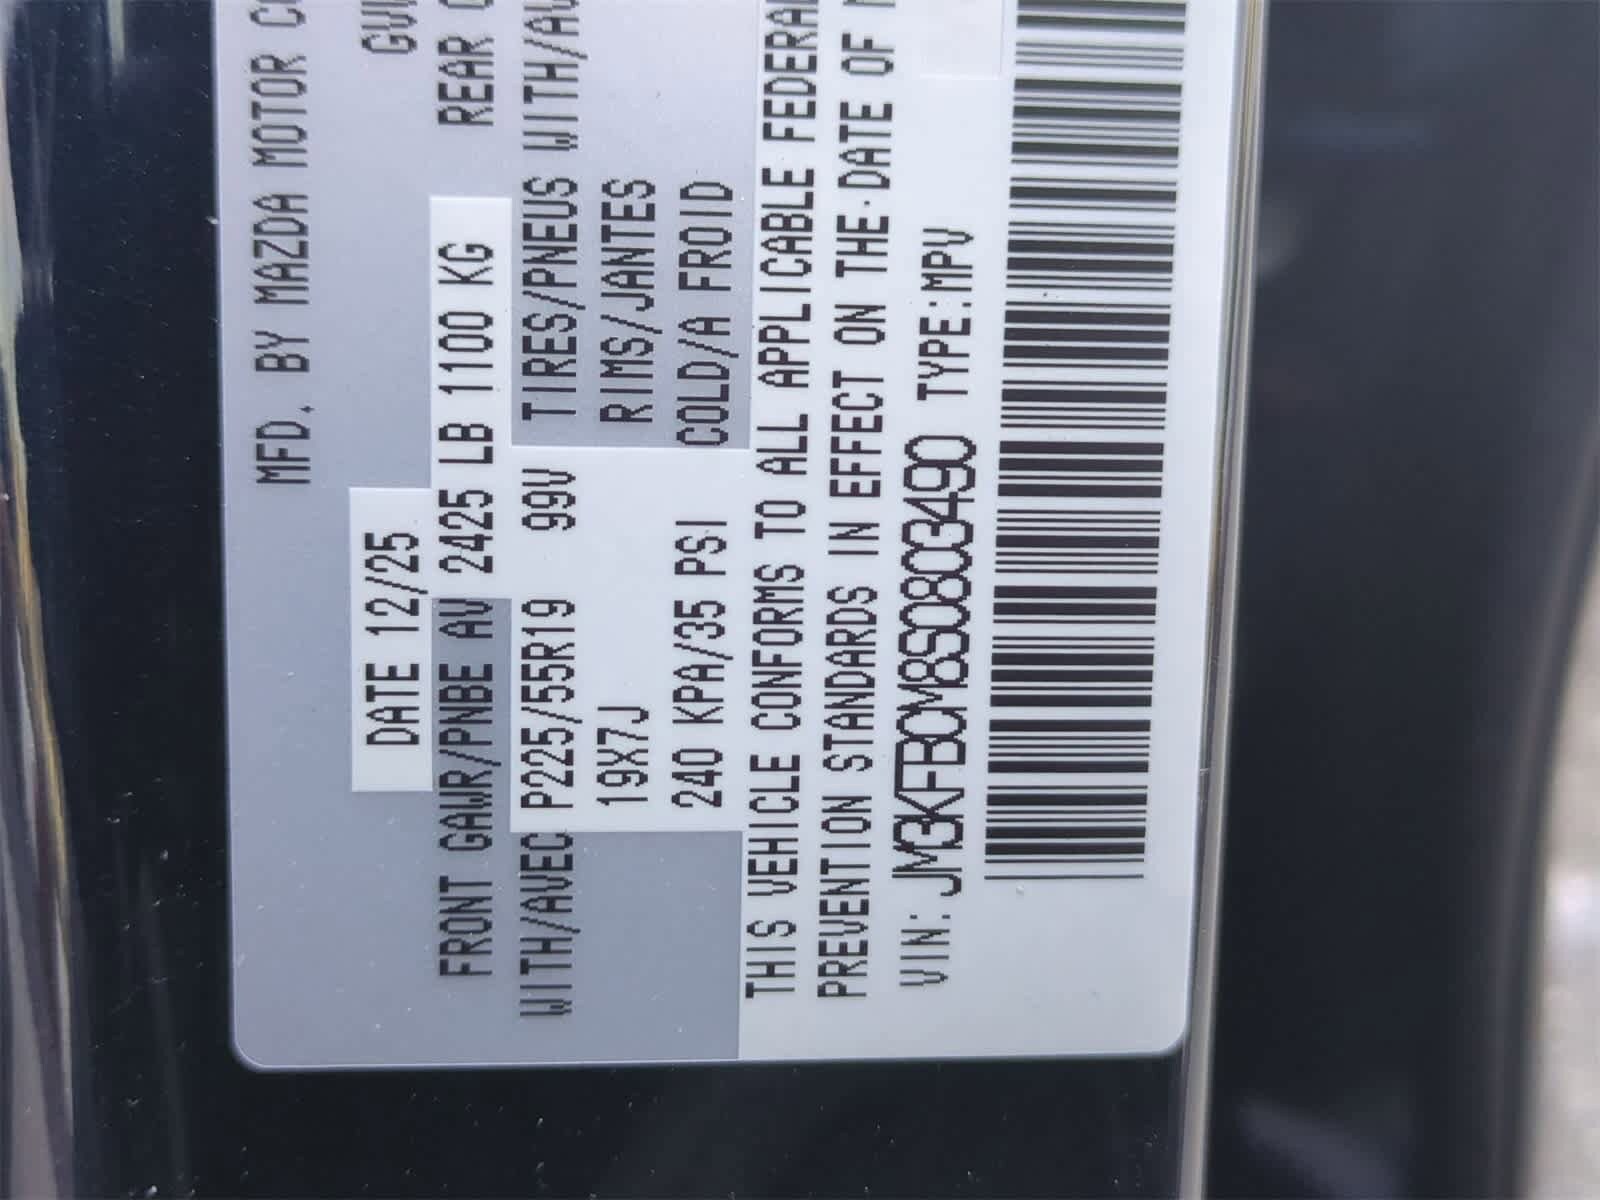 MFD. BY MAZDA MOTOR
DATE 12/25
FRONT GAWR/PNBE AV 2425 LB 1100 KG REAR
WITH/AVEC P225/55R19 99V TIRES/PNEUS WITH/AV
19X7J RIMS/JANTES
240 KPA/35 PSI COLD/A FROID
THIS VEHICLE CONFORMS TO ALL APPLICABLE FEDERAL
PREVENTION STANDARDS IN EFFECT ON THE DATE OF
VIN: JM3KFBCM8S0803490 TYPE:MPV